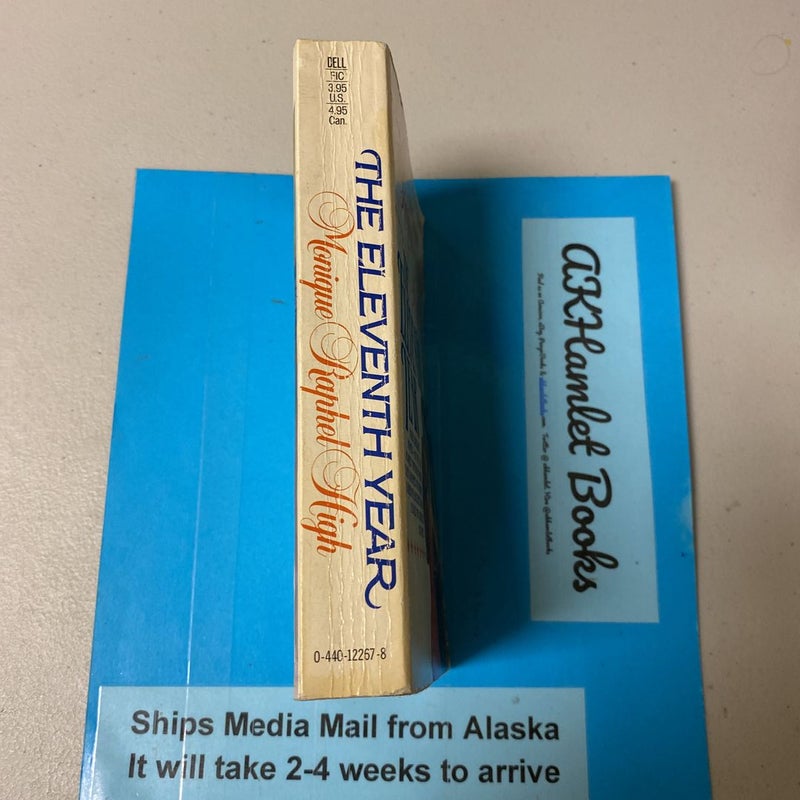 DELL
FIC
3.95
U.S.
4.95
Can.
THE ELEVENTH YEAR
Monique Raphel High
0-440-12267-8
AKHamlet Books
Ships Media Mail from Alaska
It will take 2-4 weeks to arrive